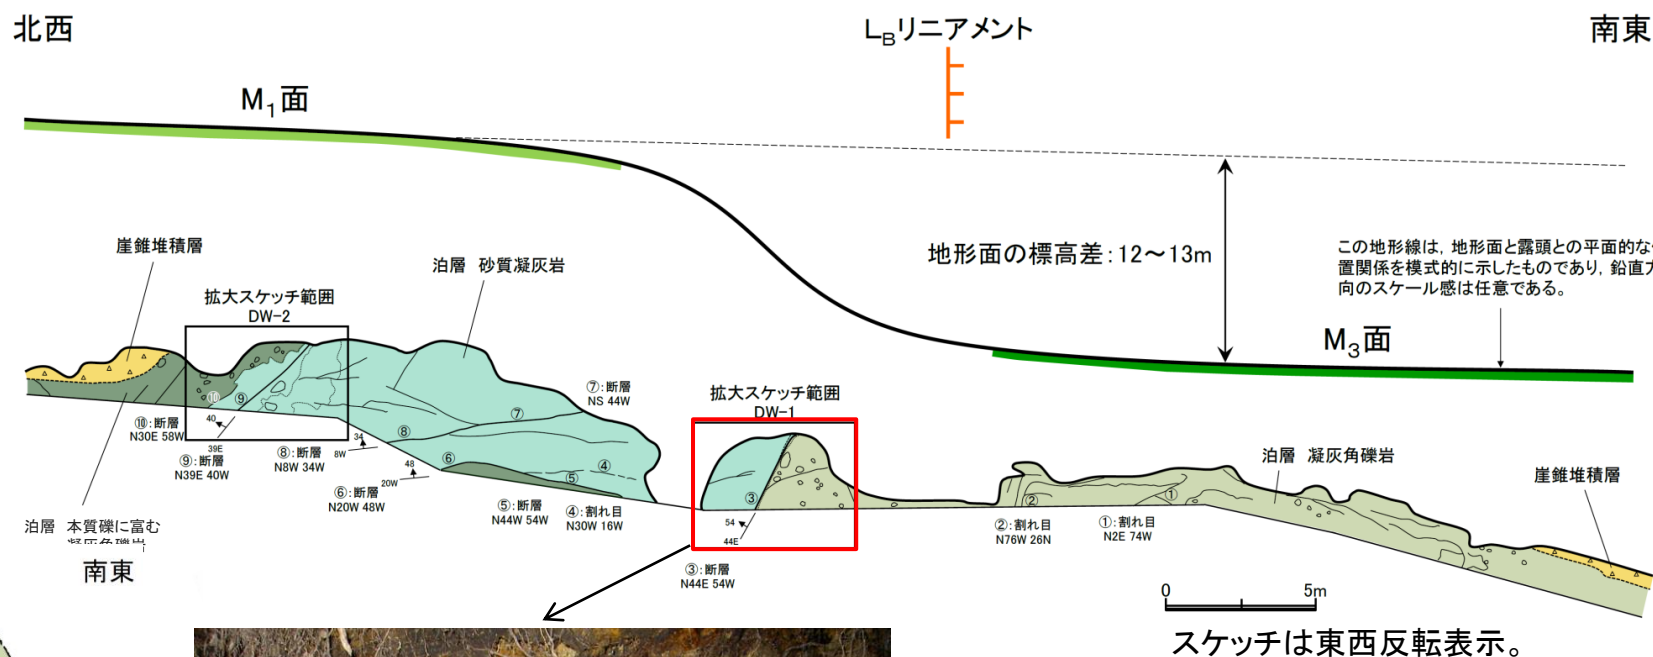 北西
LBリニアメント
南東
M1面
地形面の標高差:12～13m
この地形線は，地形面と露頭との平面的な
置関係を模式的に示したものであり，鉛直
向のスケール感は任意である。
M3面
崖錐堆積層
泊層 砂質凝灰岩
拡大スケッチ範囲
DW-2
⑦:断層
NS 44W
拡大スケッチ範囲
DW-1
⑩
⑨
⑧
⑦
⑥
⑤
④
③
②
①
⑩:断層
N30E 58W
40
39E
⑨:断層
N39E 40W
⑧:断層
N8W 34W
34
8W
48
20W
⑥:断層
N20W 48W
⑤:断層
N44W 54W
④:割れ目
N30W 16W
54
44E
③:断層
N44E 54W
②:割れ目
N76W 26N
①:割れ目
N2E 74W
泊層 凝灰角礫岩
崖錐堆積層
泊層 本質礫に富む
南東
0
5m
スケッチは東西反転表示。